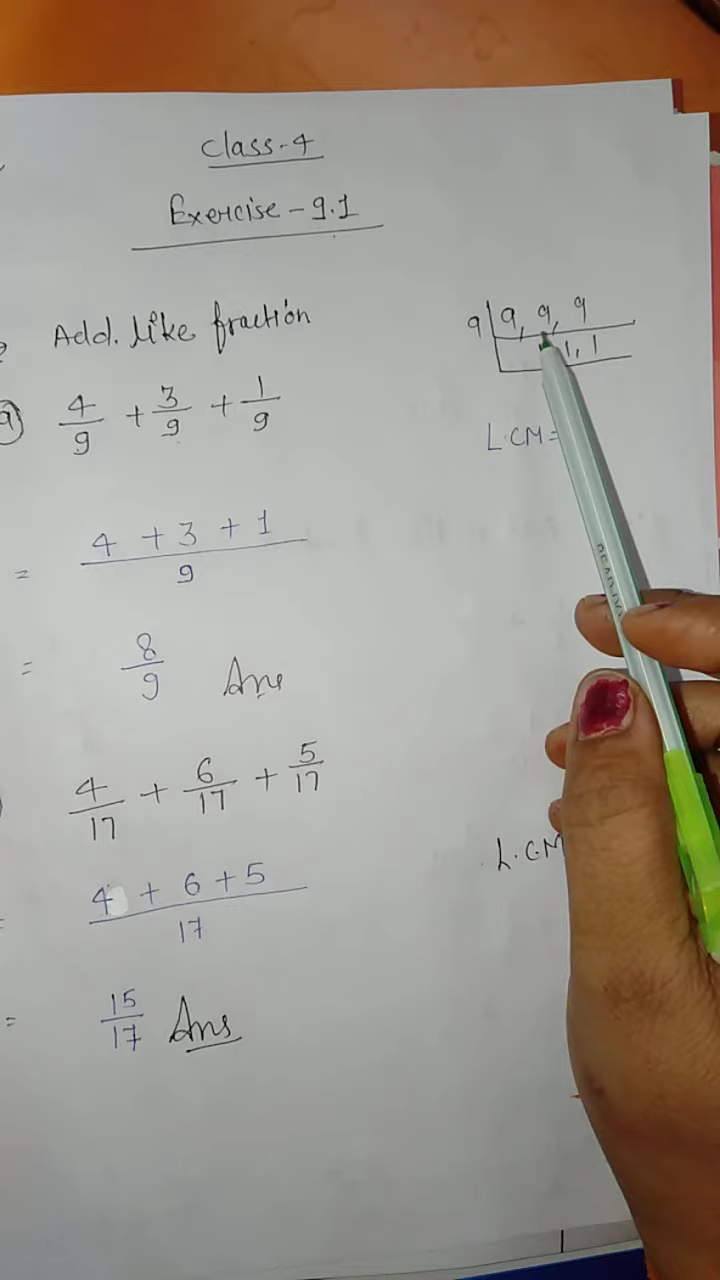 Class-4
Exercise-9.1
Add. like fraction
4/9 + 3/9 + 1/9
= 4 + 3 + 1 / 9
= 8/9 Ans
4/17 + 6/17 + 5/17
4 + 6 + 5 / 17
= 15/17 Ans
9 | 9, 9, 9
1, 1
L.CM=
L.CM